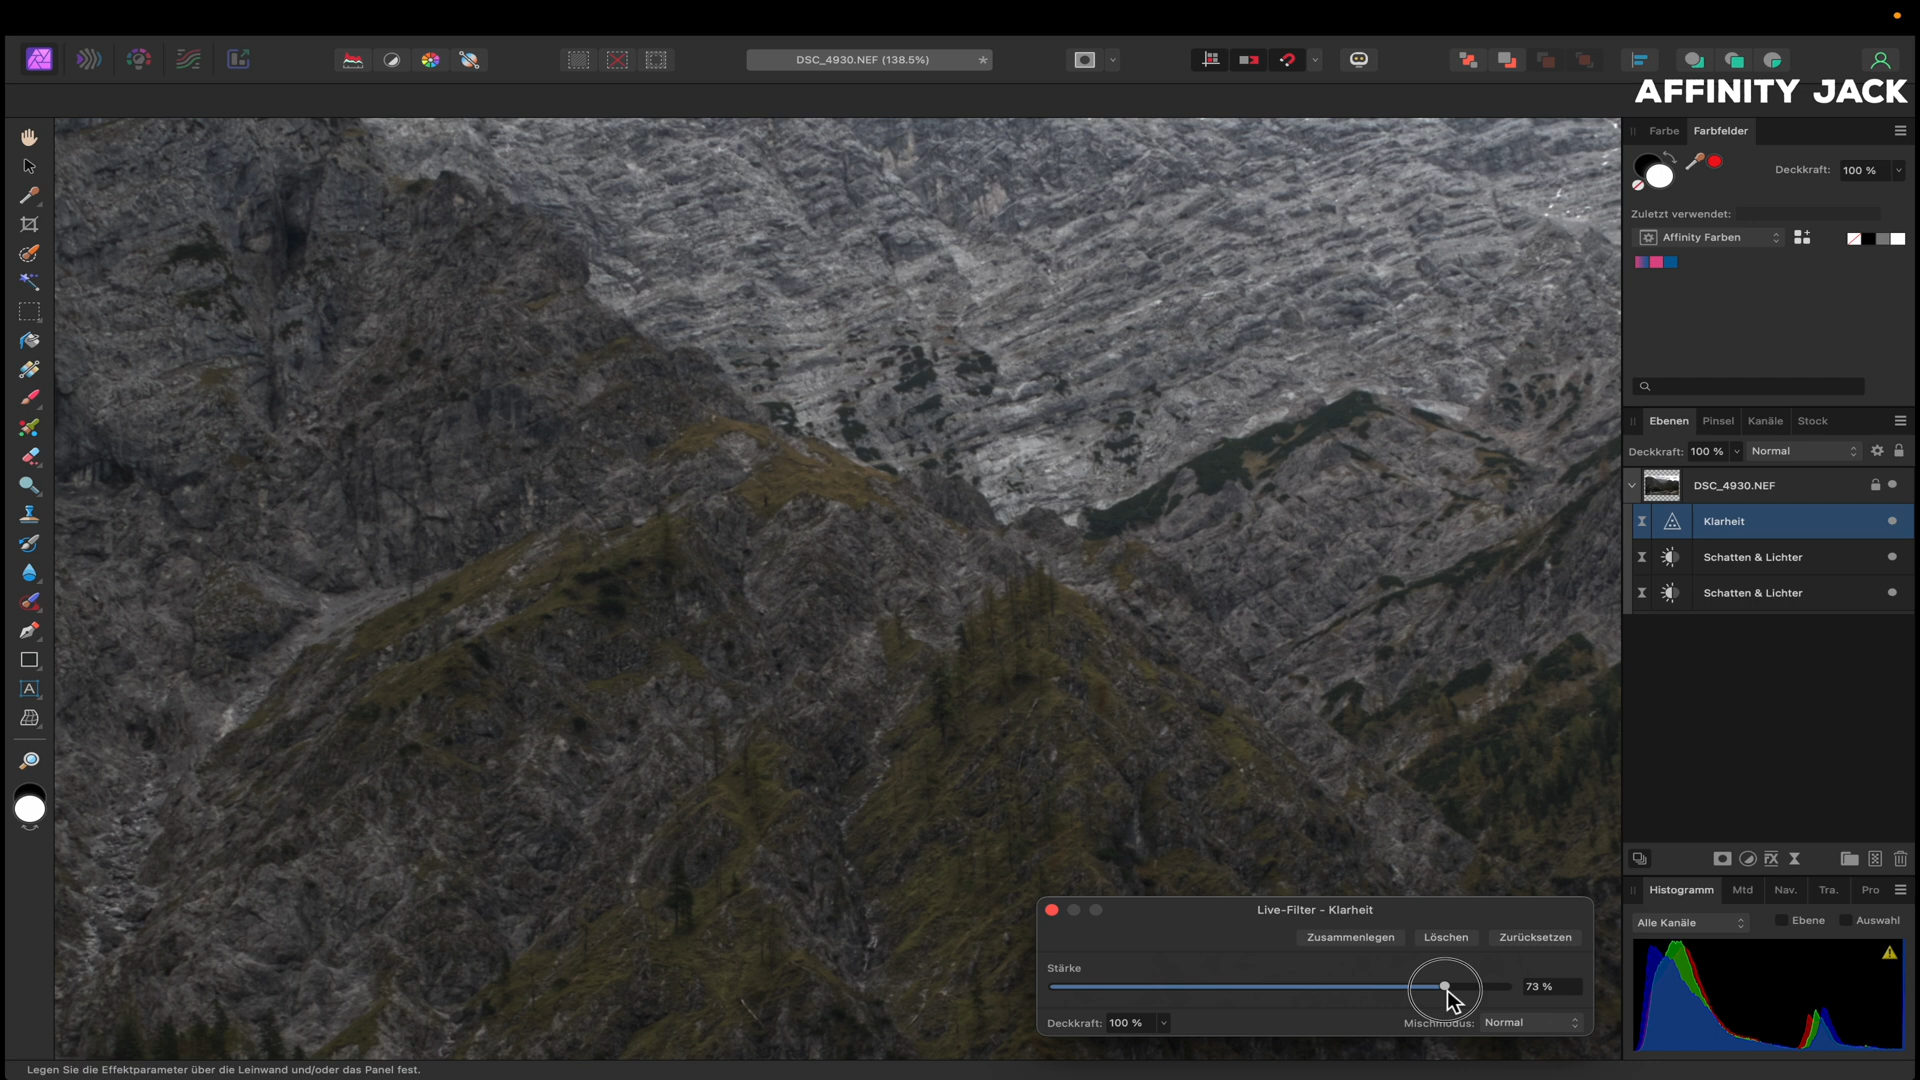 DSC_4930.NEF (138.5%)
*
AFFINITY JACK
Farbe
Farbfelder
Deckkraft:
100 %
Zuletzt verwendet:
Affinity Farben
Ebenen
Pinsel
Kanäle
Stock
Deckkraft:
100 %
Normal
DSC_4930.NEF
Klarheit
Schatten & Lichter
Schatten & Lichter
Histogramm
Mtd
Nav.
Tra.
Pro
Alle Kanäle
Ebene
Auswahl
Live-Filter - Klarheit
Zusammenlegen
Löschen
Zurücksetzen
Stärke
73 %
Deckkraft:
100 %
Mischmodus:
Normal
Legen Sie die Effektparameter über die Leinwand und/oder das Panel fest.